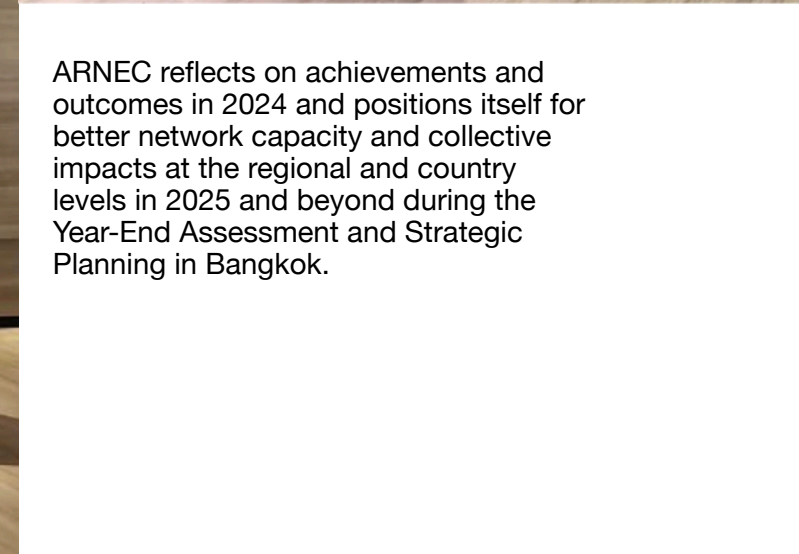 ARNEC reflects on achievements and
outcomes in 2024 and positions itself for
better network capacity and collective
impacts at the regional and country
levels in 2025 and beyond during the
Year-End Assessment and Strategic
Planning in Bangkok.